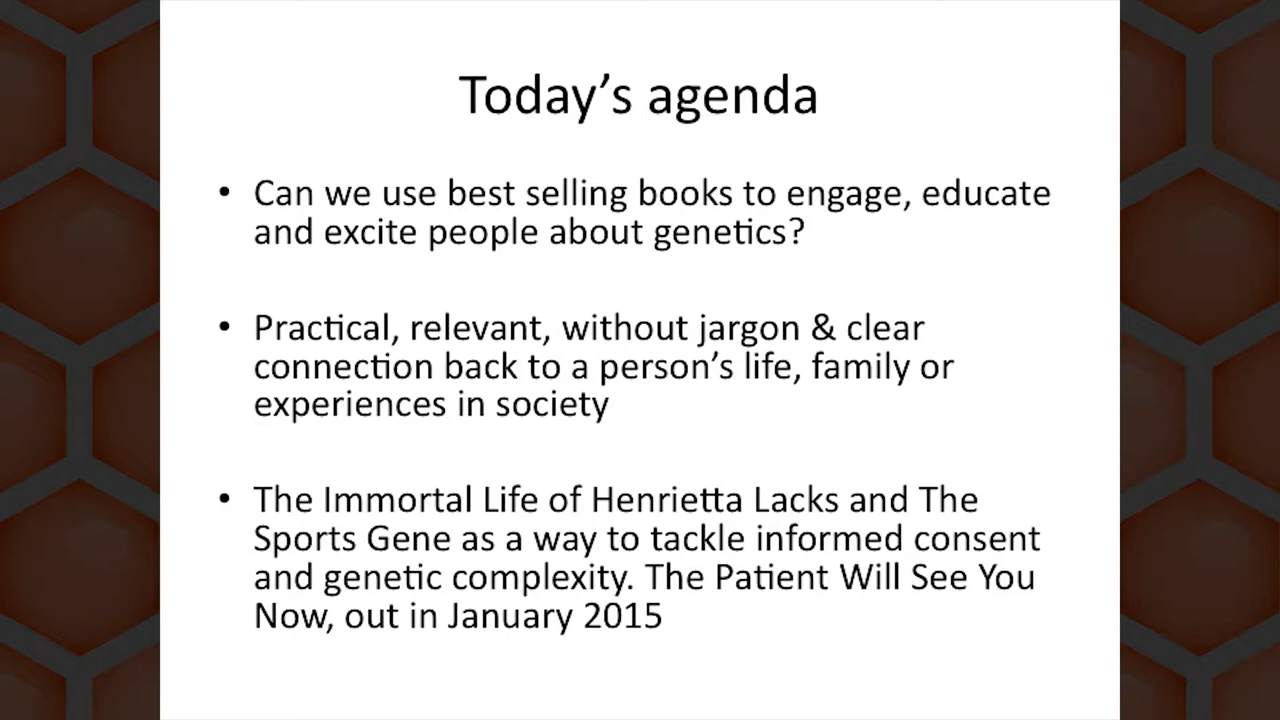 Today’s agenda
• Can we use best selling books to engage, educate
and excite people about genetics?
• Practical, relevant, without jargon & clear
connection back to a person’s life, family or
experiences in society
• The Immortal Life of Henrietta Lacks and The
Sports Gene as a way to tackle informed consent
and genetic complexity. The Patient Will See You
Now, out in January 2015